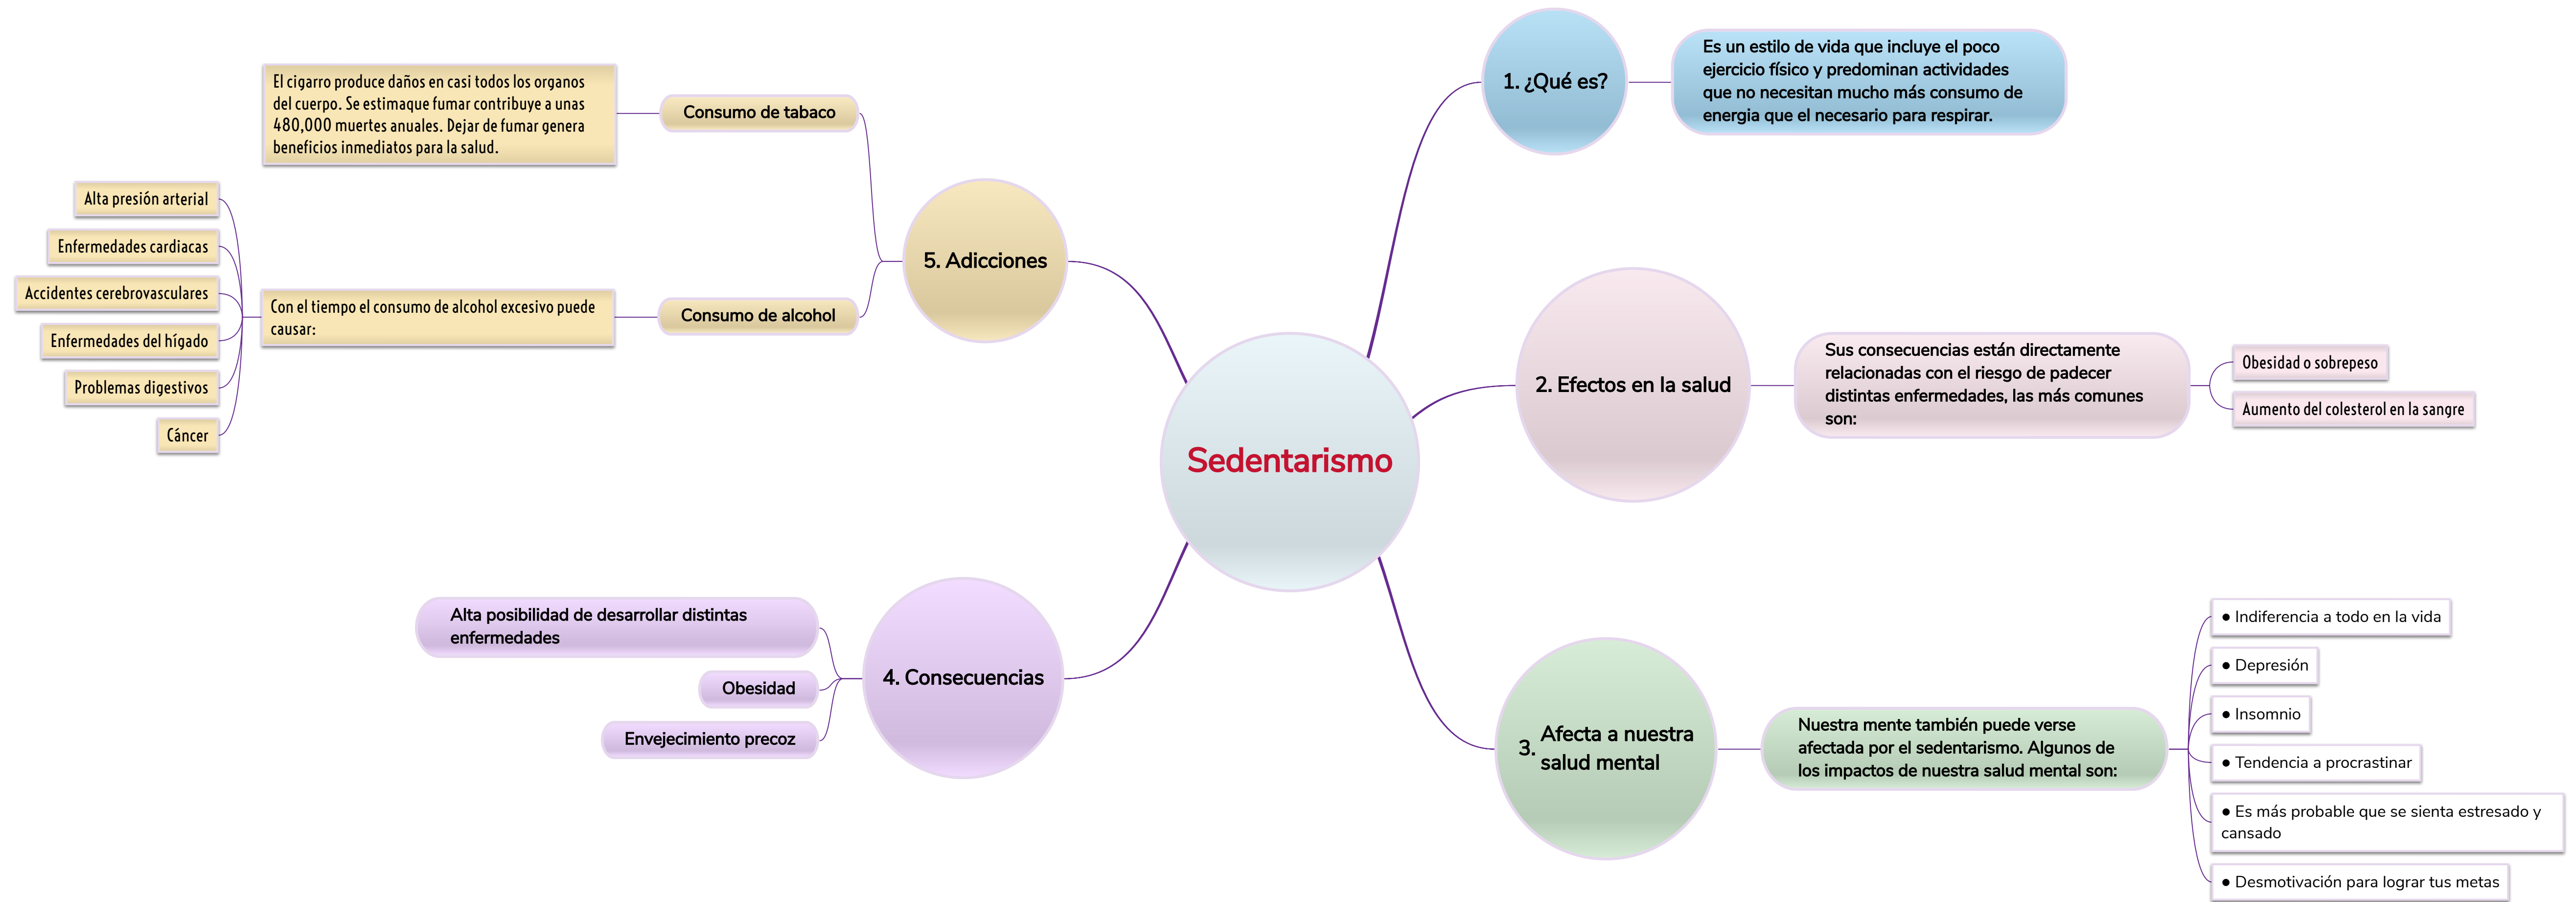 Sedentarismo
1. ¿Qué es?
Es un estilo de vida que incluye el poco
ejercicio físico y predominan actividades
que no necesitan mucho más consumo de
energia que el necesario para respirar.
2. Efectos en la salud
Sus consecuencias están directamente
relacionadas con el riesgo de padecer
distintas enfermedades, las más comunes
son:
Obesidad o sobrepeso
Aumento del colesterol en la sangre
3. Afecta a nuestra
salud mental
Nuestra mente también puede verse
afectada por el sedentarismo. Algunos de
los impactos de nuestra salud mental son:
● Indiferencia a todo en la vida
● Depresión
● Insomnio
● Tendencia a procrastinar
● Es más probable que se sienta estresado y
cansado
● Desmotivación para lograr tus metas
4. Consecuencias
Alta posibilidad de desarrollar distintas
enfermedades
Obesidad
Envejecimiento precoz
5. Adicciones
Consumo de tabaco
El cigarro produce daños en casi todos los organos
del cuerpo. Se estimaque fumar contribuye a unas
480,000 muertes anuales. Dejar de fumar genera
beneficios inmediatos para la salud.
Consumo de alcohol
Con el tiempo el consumo de alcohol excesivo puede
causar:
Alta presión arterial
Enfermedades cardiacas
Accidentes cerebrovasculares
Enfermedades del hígado
Problemas digestivos
Cáncer